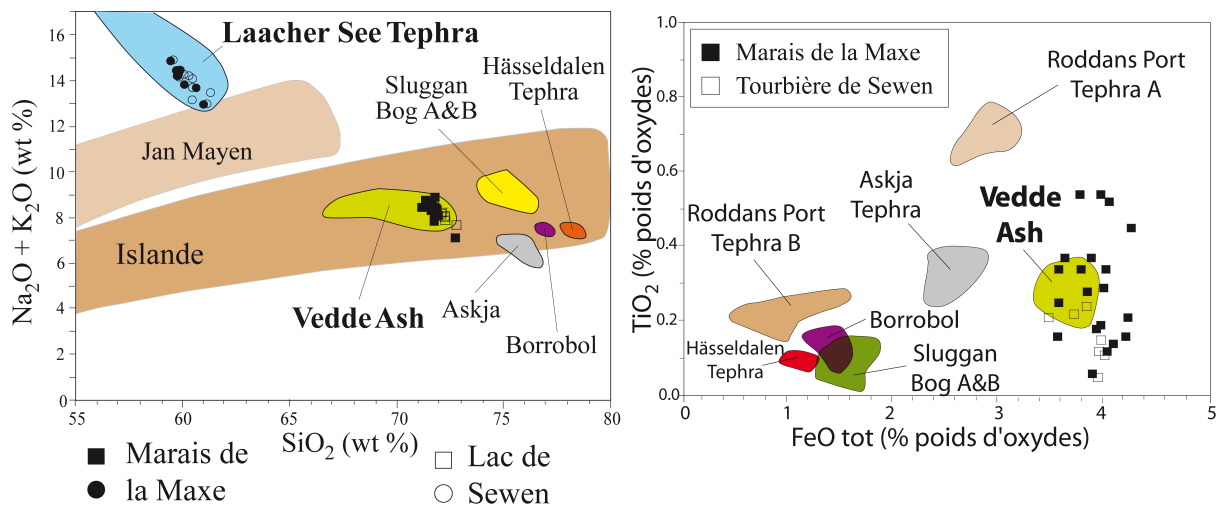 16
14
12
10
8
6
4
2
0
Na2O + K2O (wt %)
55
60
65
70
75
80
SiO2 (wt %)
Laacher See Tephra
Sluggan
Bog A&B
Hässeldalen
Tephra
Jan Mayen
Islande
Vedde Ash
Askja
Borrobol
Marais de
la Maxe
Lac de
Sewen
1.0
0.8
0.6
0.4
0.2
0.0
TiO2 (% poids d'oxydes)
0
1
2
3
4
5
FeO tot (% poids d'oxydes)
Marais de la Maxe
Tourbière de Sewen
Roddans Port
Tephra A
Askja
Tephra
Vedde
Ash
Roddans Port
Tephra B
Borrobol
Hässeldalen
Tephra
Sluggan
Bog A&B